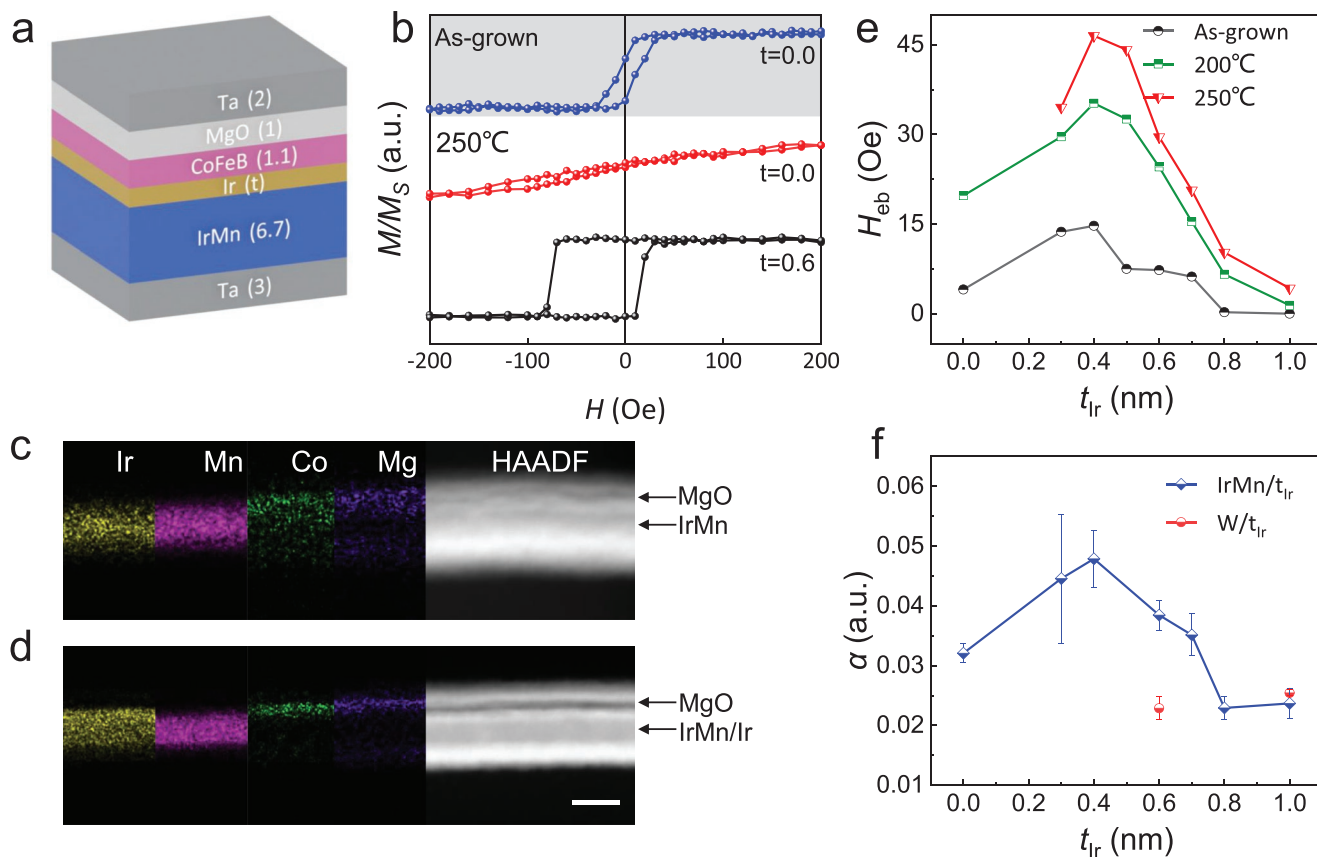 a
Ta (2)
MgO (1)
CoFeB (1.1)
Ir (t)
IrMn (6.7)
Ta (3)
b
As-grown
t=0.0
250℃
t=0.0
t=0.6
M/M_S (a.u.)
-200 -100 0 100 200
H (Oe)
c
Ir Mn Co Mg HAADF
MgO
IrMn
d
MgO
IrMn/Ir
e
As-grown
200℃
250℃
45
30
15
0
H_eb (Oe)
0.0 0.2 0.4 0.6 0.8 1.0
t_Ir (nm)
f
IrMn/t_Ir
W/t_Ir
0.06
0.05
0.04
0.03
0.02
0.01
α (a.u.)
0.0 0.2 0.4 0.6 0.8 1.0
t_Ir (nm)